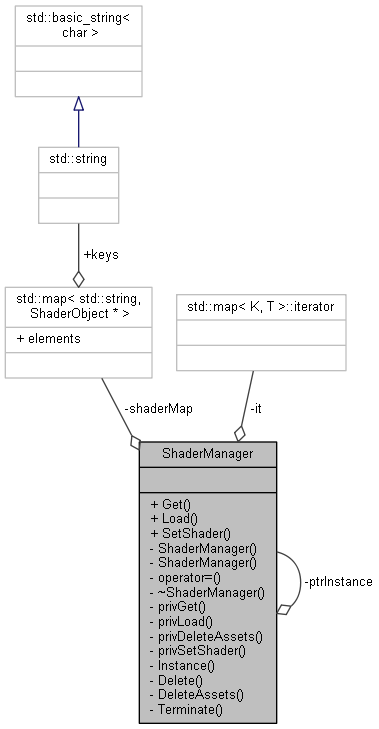 std::basic_string<
char >
std::string
+keys
std::map< std::string,
ShaderObject * >
+ elements
std::map< K, T >::iterator
-shaderMap
-it
ShaderManager
+ Get()
+ Load()
+ SetShader()
- ShaderManager()
- ShaderManager()
- operator=()
- ~ShaderManager()
- privGet()
- privLoad()
- privDeleteAssets()
- privSetShader()
- Instance()
- Delete()
- DeleteAssets()
- Terminate()
-ptrInstance